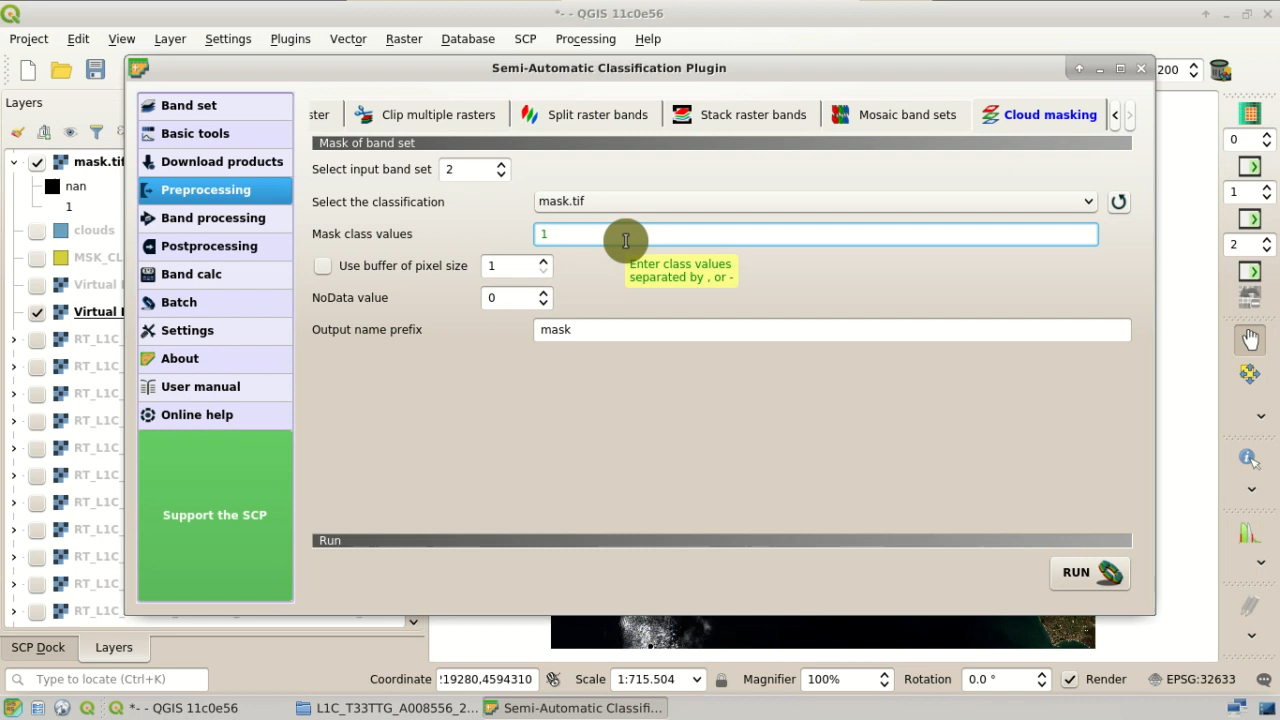 *- - QGIS 11c0e56
Project Edit View Layer Settings Plugins Vector Raster Database SCP Processing Help
200
Semi-Automatic Classification Plugin
Layers
mask.tif
nan
1
clouds
MSK_CL
Virtual
Virtual
RT_L1C
RT_L1C
RT_L1C
RT_L1C
RT_L1C
RT_L1C
RT_L1C
RT_L1C
RT_L1C
RT_L1C
RT_L1C
Band set
Basic tools
Download products
Preprocessing
Band processing
Postprocessing
Band calc
Batch
Settings
About
User manual
Online help
Support the SCP
ster Clip multiple rasters Split raster bands Stack raster bands Mosaic band sets Cloud masking
Mask of band set
Select input band set 2
Select the classification mask.tif
Mask class values 1
Enter class values
separated by , or -
Use buffer of pixel size 1
NoData value 0
Output name prefix mask
Run
RUN
0
1
2
SCP Dock Layers
Type to locate (Ctrl+K) Coordinate :19280,4594310 Scale 1:715.504 Magnifier 100% Rotation 0.0 ° Render EPSG:32633
*- - QGIS 11c0e56 L1C_T33TTG_A008556_2... Semi-Automatic Classifi...